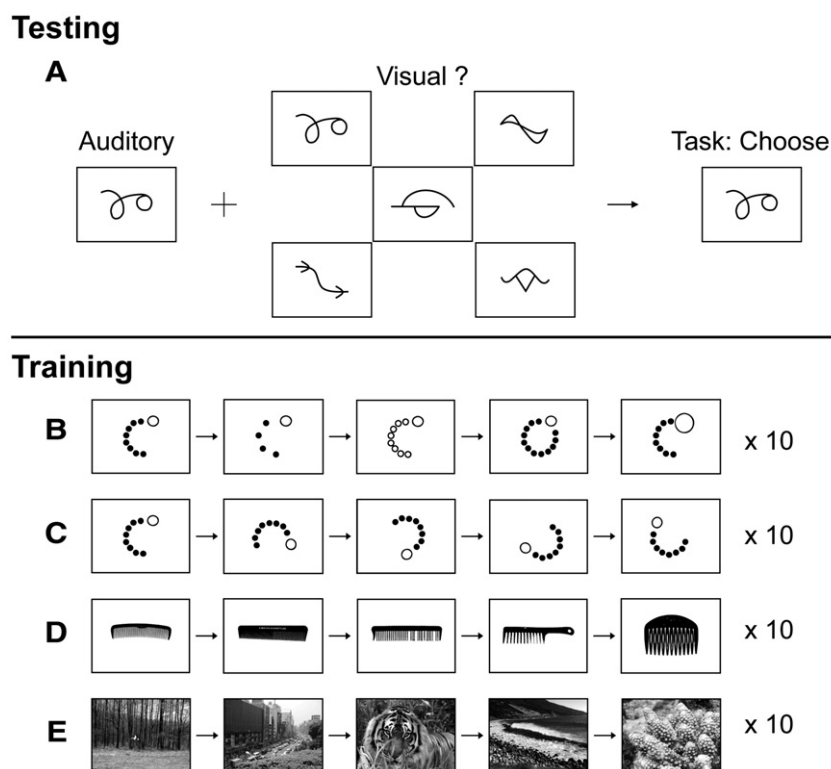 Testing
A
Visual ?
Auditory
Task: Choose
Training
B
x 10
C
x 10
D
x 10
E
x 10